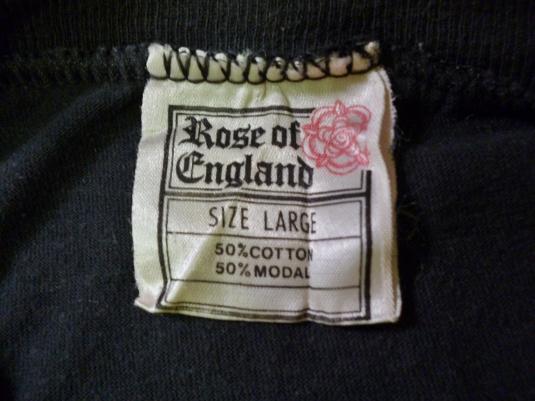 Rose of
England
SIZE LARGE
50%COTTON
50%MODAL